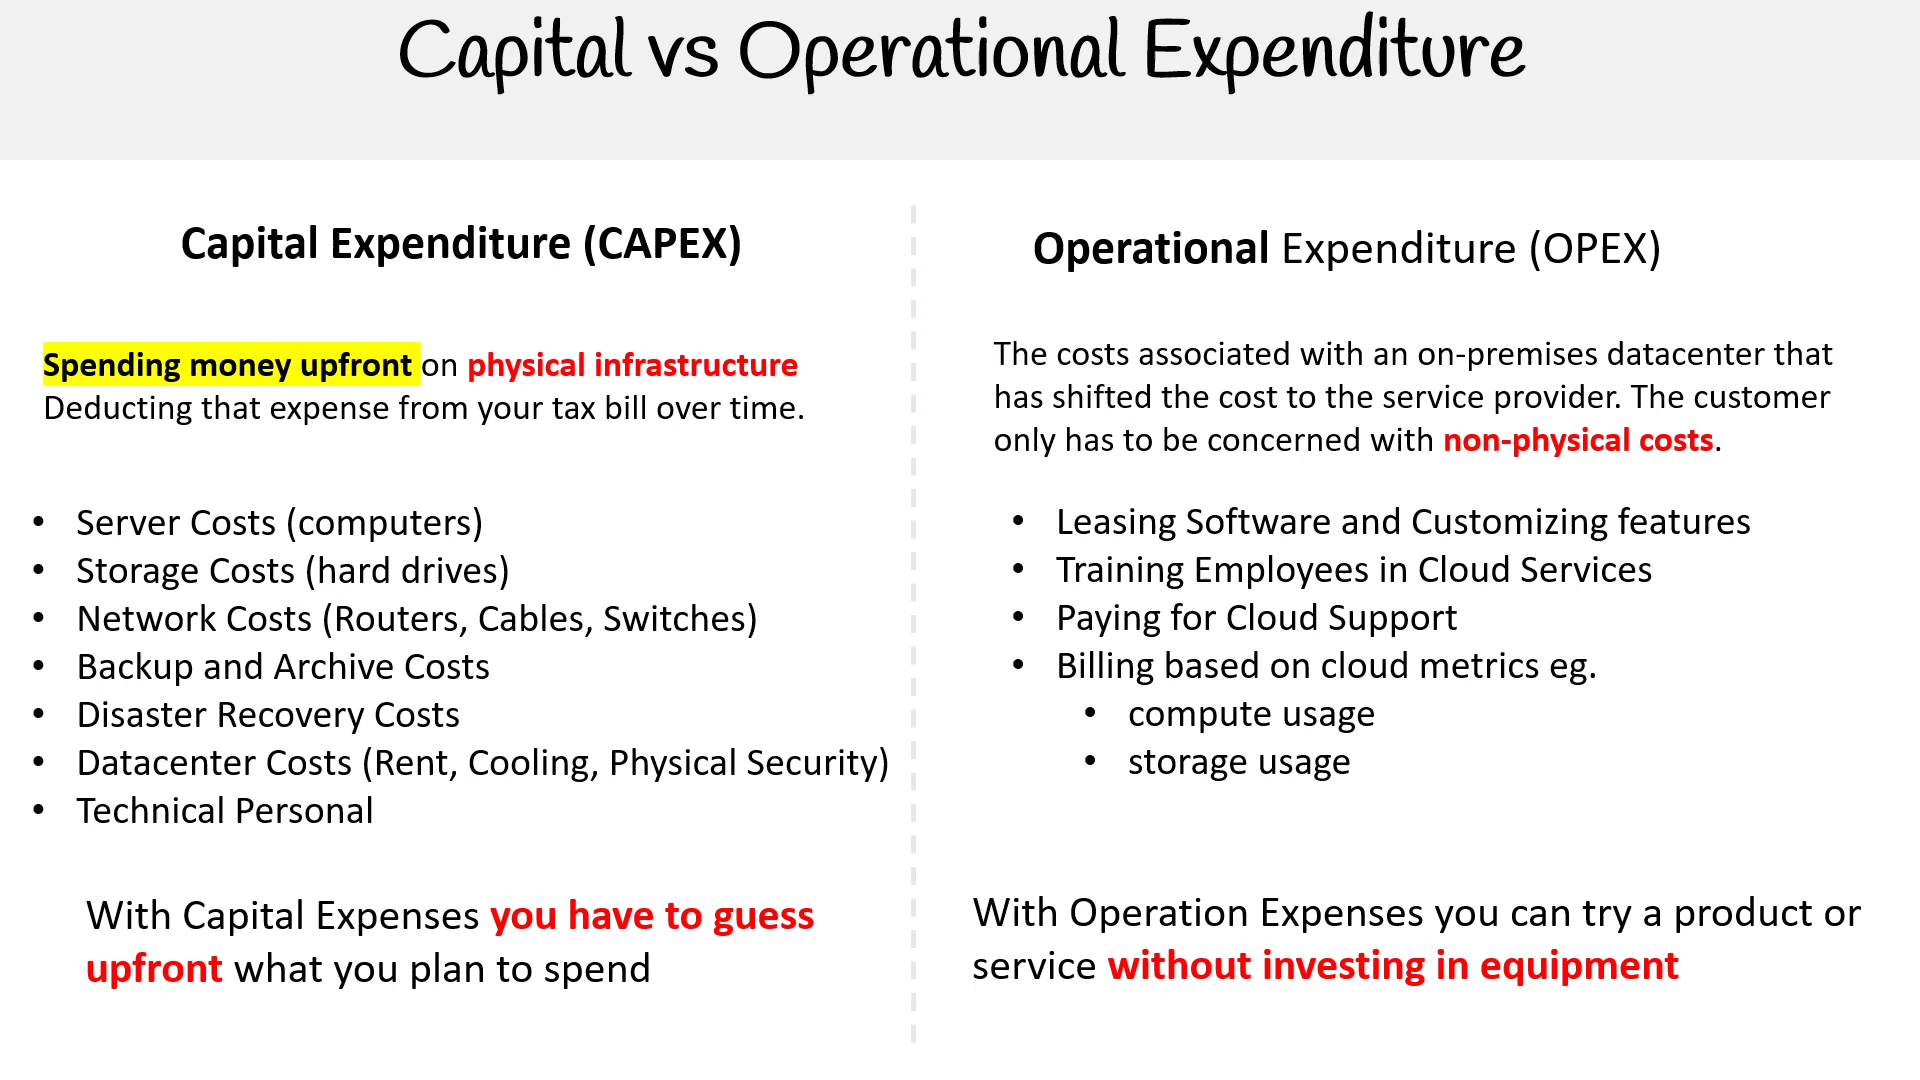 Capital vs Operational Expenditure
Capital Expenditure (CAPEX)
Spending money upfront on physical infrastructure
Deducting that expense from your tax bill over time.
• Server Costs (computers)
• Storage Costs (hard drives)
• Network Costs (Routers, Cables, Switches)
• Backup and Archive Costs
• Disaster Recovery Costs
• Datacenter Costs (Rent, Cooling, Physical Security)
• Technical Personal
With Capital Expenses you have to guess
upfront what you plan to spend
Operational Expenditure (OPEX)
The costs associated with an on-premises datacenter that
has shifted the cost to the service provider. The customer
only has to be concerned with non-physical costs.
• Leasing Software and Customizing features
• Training Employees in Cloud Services
• Paying for Cloud Support
• Billing based on cloud metrics eg.
• compute usage
• storage usage
With Operation Expenses you can try a product or
service without investing in equipment